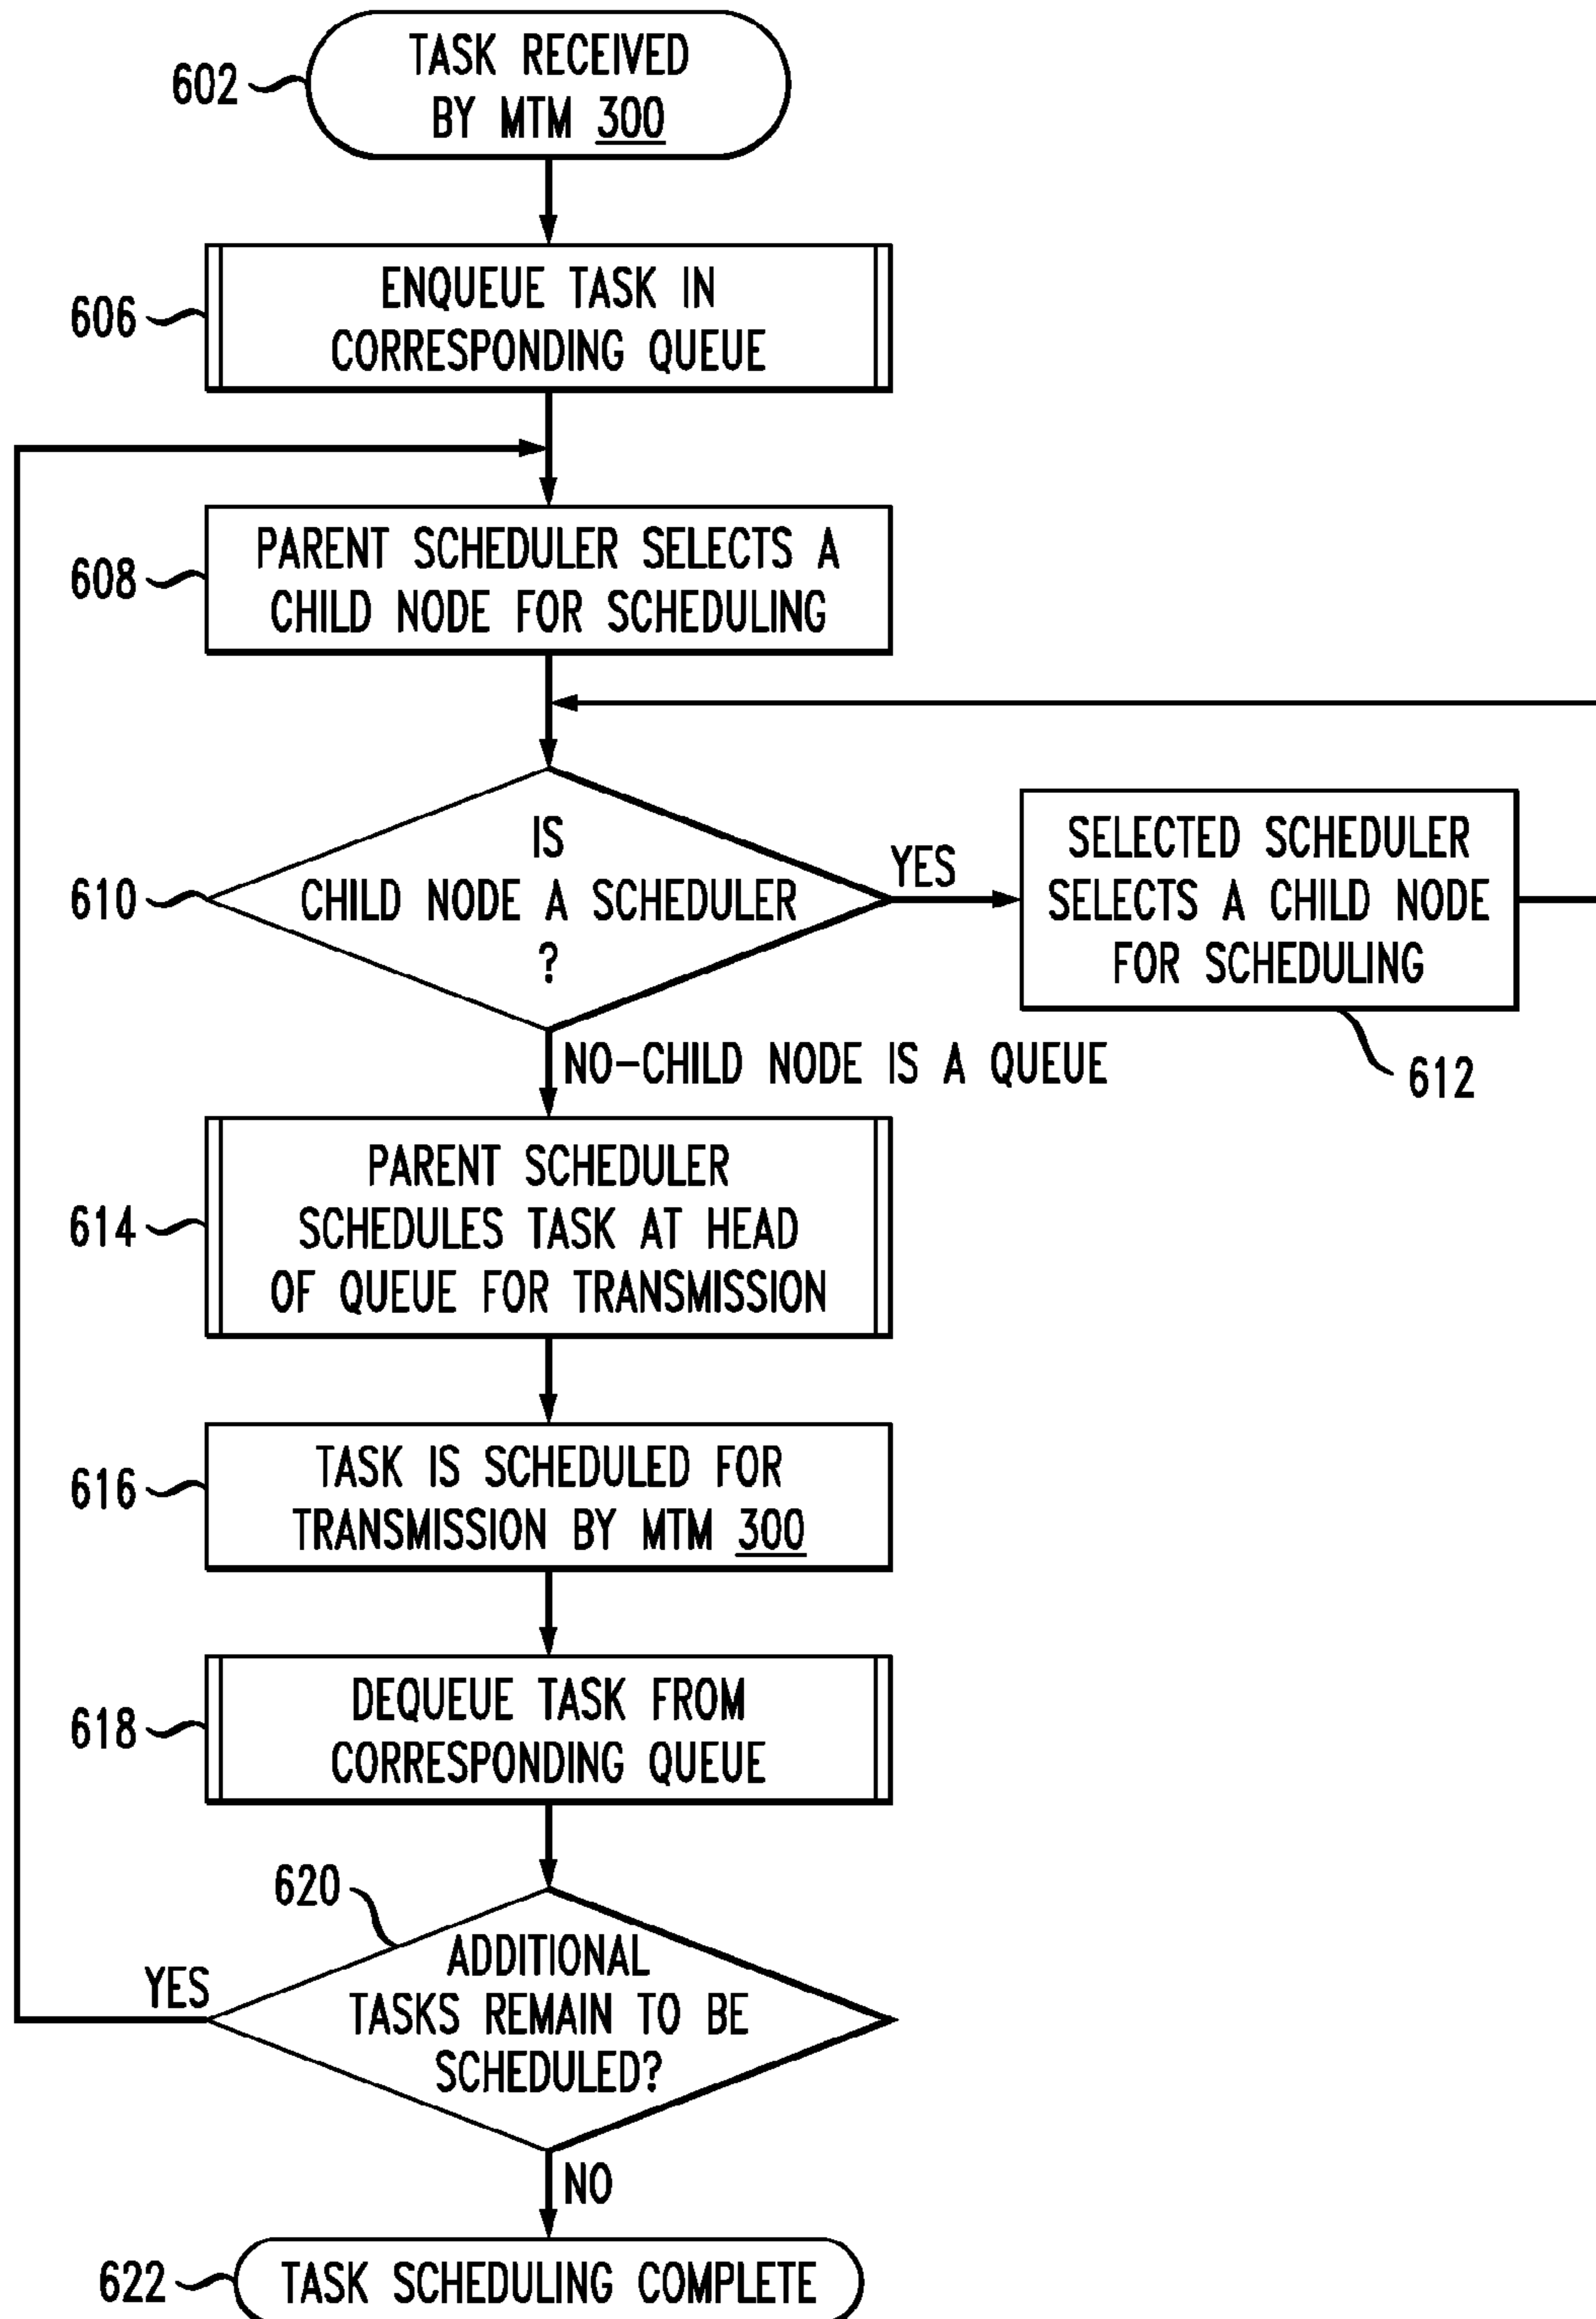 602
TASK RECEIVED
BY MTM 300
606
ENQUEUE TASK IN
CORRESPONDING QUEUE
608
PARENT SCHEDULER SELECTS A
CHILD NODE FOR SCHEDULING
610
IS
CHILD NODE A SCHEDULER
?
YES
SELECTED SCHEDULER
SELECTS A CHILD NODE
FOR SCHEDULING
612
NO-CHILD NODE IS A QUEUE
614
PARENT SCHEDULER
SCHEDULES TASK AT HEAD
OF QUEUE FOR TRANSMISSION
616
TASK IS SCHEDULED FOR
TRANSMISSION BY MTM 300
618
DEQUEUE TASK FROM
CORRESPONDING QUEUE
620
ADDITIONAL
TASKS REMAIN TO BE
SCHEDULED?
YES
NO
622
TASK SCHEDULING COMPLETE